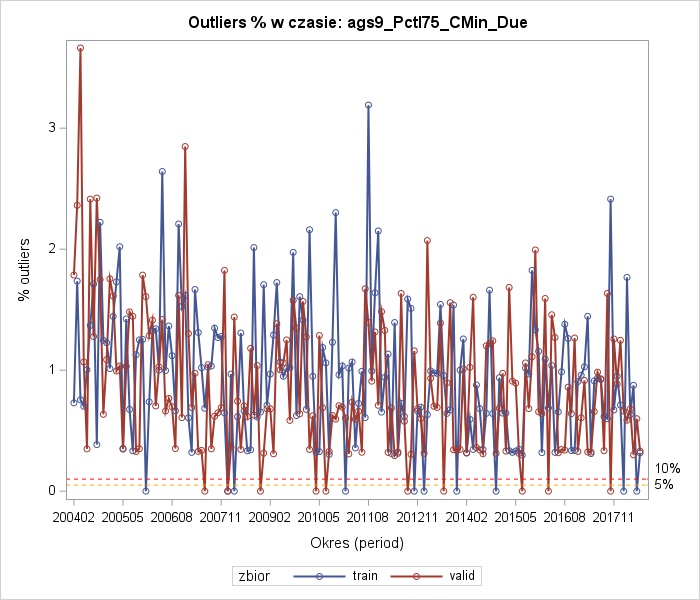 Outliers % w czasie: ags9_Pctl75_CMin_Due
% outliers
3
2
1
0
10%
5%
200402 200505 200608 200711 200902 201005 201108 201211 201402 201505 201608 201711
Okres (period)
zbior train valid